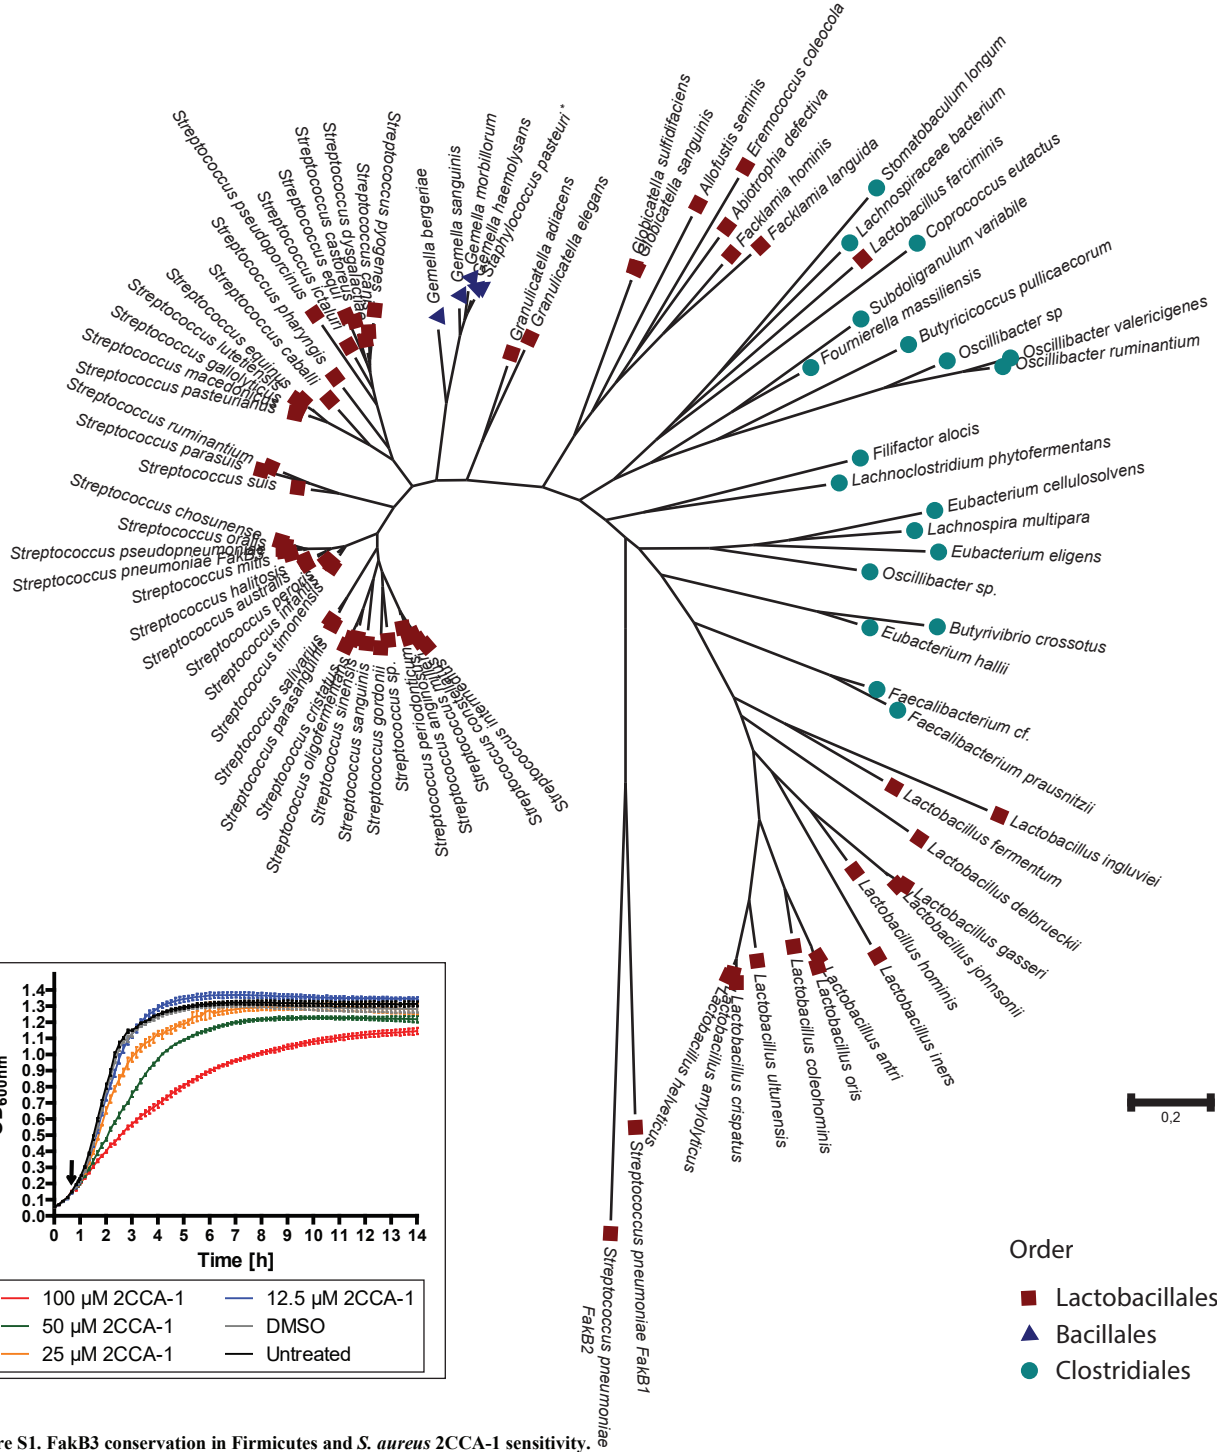 Streptococcus pseudoporcinus
Streptococcus ictaluri
Streptococcus equi
Streptococcus castoreus
Streptococcus dysgalactiae
Streptococcus canis
Streptococcus pyogenes
Streptococcus pharyngis
Streptococcus caballi
Streptococcus equinus
Streptococcus lutetiensis
Streptococcus gallolyticus
Streptococcus macedonicus
Streptococcus pasteurianus
Streptococcus ruminantium
Streptococcus parasuis
Streptococcus suis
Streptococcus chosunense
Streptococcus oralis
Streptococcus pseudopneumoniae
Streptococcus pneumoniae FakB3
Streptococcus mitis
Streptococcus halitosis
Streptococcus australis
Streptococcus peroris
Streptococcus infantis
Streptococcus timonensis
Streptococcus salivarius
Streptococcus parasanguinis
Streptococcus cristatus
Streptococcus oligofermentans
Streptococcus sinensis
Streptococcus sanguinis
Streptococcus gordonii
Streptococcus sp.
Streptococcus periodonticum
Streptococcus anginosus
Streptococcus milleri
Streptococcus constellatus
Streptococcus intermedius
Gemella bergeriae
Gemella sanguinis
Gemella morbillorum
Gemella haemolysans
Staphylococcus pasteuri *
Granulicatella adiacens
Granulicatella elegans
Globicatella sulfidifaciens
Globicatella sanguinis
Allofustis seminis
Eremococcus coleocola
Abiotrophia defectiva
Facklamia hominis
Facklamia languida
Stomatobaculum longum
Lachnospiraceae bacterium
Lactobacillus farciminis
Coprococcus eutactus
Subdoligranulum variabile
Fournierella massiliensis
Butyricicoccus pullicaecorum
Oscillibacter sp
Oscillibacter valericigenes
Oscillibacter ruminantium
Filifactor alocis
Lachnoclostridium phytofermentans
Eubacterium cellulosolvens
Lachnospira multipara
Eubacterium eligens
Oscillibacter sp.
Butyrivibrio crossotus
Eubacterium hallii
Faecalibacterium cf.
Faecalibacterium prausnitzii
Lactobacillus ingluviei
Lactobacillus fermentum
Lactobacillus delbrueckii
Lactobacillus gasseri
Lactobacillus johnsonii
Lactobacillus hominis
Lactobacillus iners
Lactobacillus antri
Lactobacillus oris
Lactobacillus coleohominis
Lactobacillus ultunensis
Lactobacillus crispatus
Lactobacillus amylolyticus
Lactobacillus helveticus
Streptococcus pneumoniae FakB1
Streptococcus pneumoniae
FakB2
0,2
Order
Lactobacillales
Bacillales
Clostridiales
OD600nm
1.4
1.3
1.2
1.1
1.0
0.9
0.8
0.7
0.6
0.5
0.4
0.3
0.2
0.1
0.0
0 1 2 3 4 5 6 7 8 9 10 11 12 13 14
Time [h]
100 µM 2CCA-1
50 µM 2CCA-1
25 µM 2CCA-1
12.5 µM 2CCA-1
DMSO
Untreated
re S1. FakB3 conservation in Firmicutes and S. aureus 2CCA-1 sensitivity.